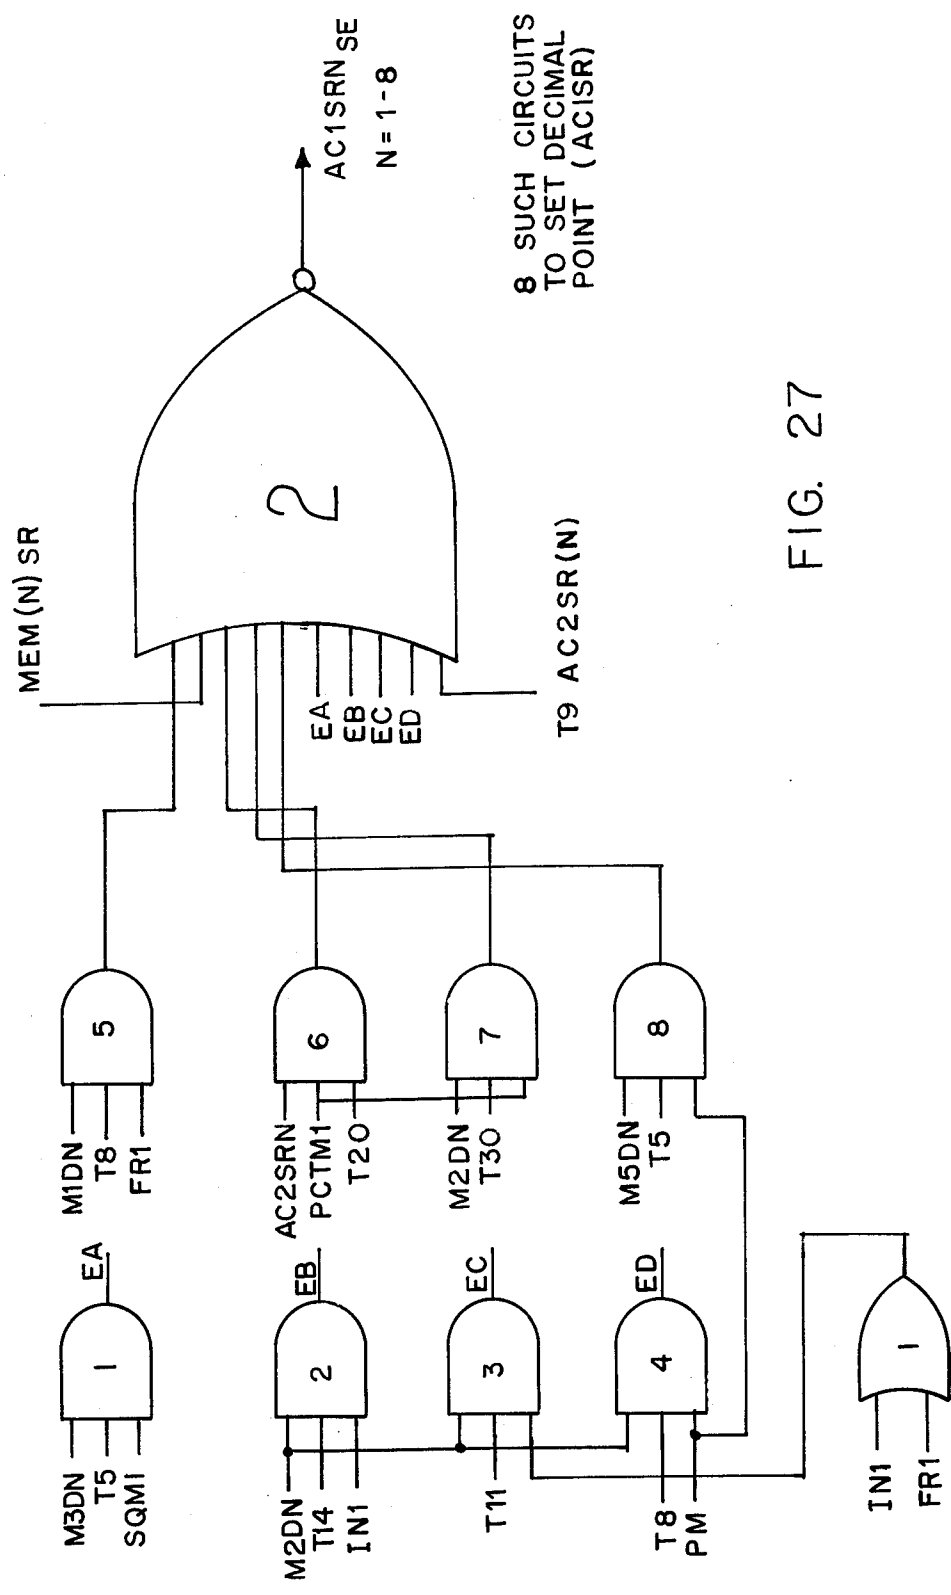 M3DN
T5
SQM1
1
EA
M1DN
T8
FR1
5
MEM(N)SR
M2DN
T14
IN1
2
EB
AC2SRN
PCTM1
T20
6
2
AC1SRN SE
N=1-8
T11
3
EC
M2DN
T30
7
EA
EB
EC
ED
T8
PM
4
ED
M5DN
T5
8
T9 AC2SR(N)
8 SUCH CIRCUITS
TO SET DECIMAL
POINT (AC1SR)
IN1
FR1
1
FIG. 27